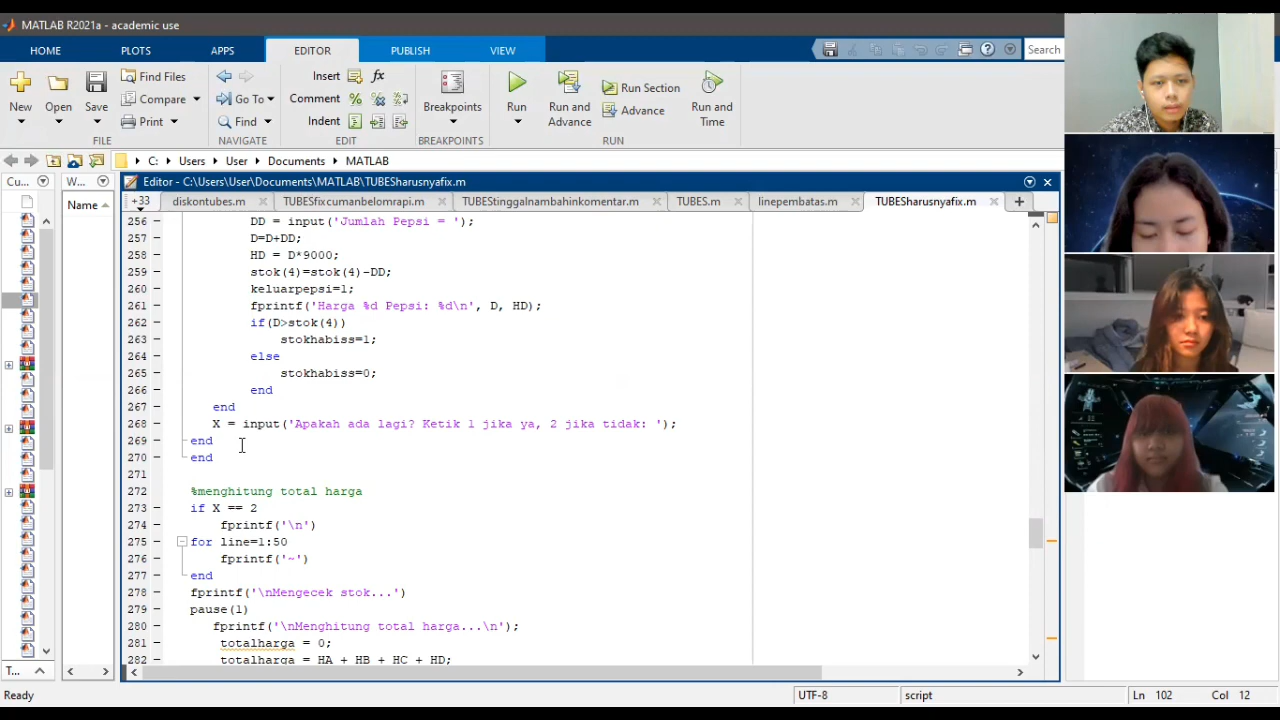 MATLAB R2021a - academic use
HOME PLOTS APPS EDITOR PUBLISH VIEW Search
New Open Save Find Files Compare Print
Go To Find
Insert fx
Comment % 
Indent
Breakpoints Run Run and Advance Run Section Advance Run and Time
FILE NAVIGATE EDIT BREAKPOINTS RUN
C: Users User Documents MATLAB
Cu... W... Editor - C:\Users\User\Documents\MATLAB\TUBESharusnyafix.m
Name +33 diskontubes.m TUBESfixcumanbelomrapi.m TUBEStinggalnambahinkomentar.m TUBES.m linepembatas.m TUBESharusnyafix.m
256 DD = input('Jumlah Pepsi = ');
257 D=D+DD;
258 HD = D*9000;
259 stok(4)=stok(4)-DD;
260 keluarpepsi=1;
261 fprintf('Harga %d Pepsi: %d\n', D, HD);
262 if(D>stok(4))
263 stokhabiss=1;
264 else
265 stokhabiss=0;
266 end
267 end
268 X = input('Apakah ada lagi? Ketik 1 jika ya, 2 jika tidak: ');
269 end
270 end
271
272 %menghitung total harga
273 if X == 2
274 fprintf('\n')
275 for line=1:50
276 fprintf('~')
277 end
278 fprintf('\nMengecek stok...')
279 pause(1)
280 fprintf('\nMenghitung total harga...\n');
281 totalharga = 0;
282 totalharga = HA + HB + HC + HD;
T...
Ready UTF-8 script Ln 102 Col 12